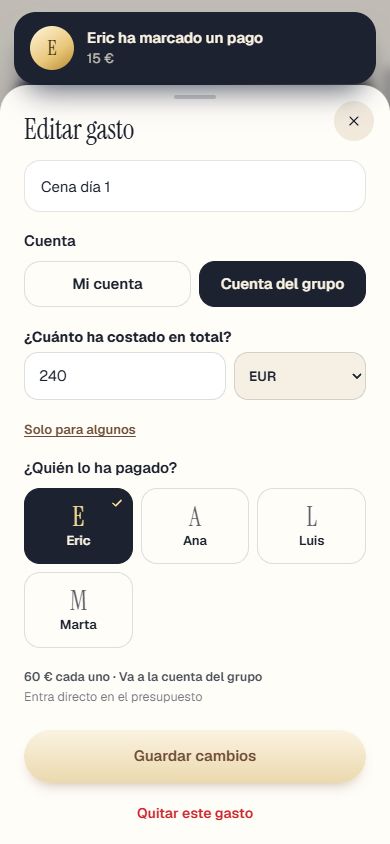 E
Eric ha marcado un pago
15 €
Editar gasto
Cena día 1
Cuenta
Mi cuenta
Cuenta del grupo
¿Cuánto ha costado en total?
240
EUR
Solo para algunos
¿Quién lo ha pagado?
E
Eric
A
Ana
L
Luis
M
Marta
60 € cada uno · Va a la cuenta del grupo
Entra directo en el presupuesto
Guardar cambios
Quitar este gasto